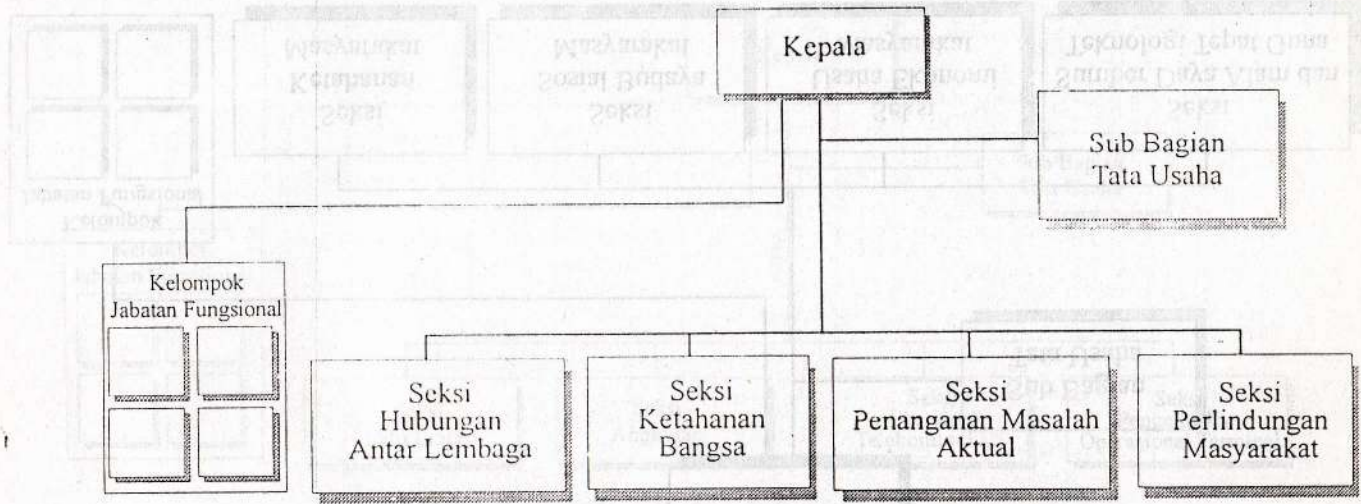 Kepala
Sub Bagian
Tata Usaha
Kelompok
Jabatan Fungsional
Seksi
Hubungan
Antar Lembaga
Seksi
Ketahanan
Bangsa
Seksi
Penanganan Masalah
Aktual
Seksi
Perlindungan
Masyarakat